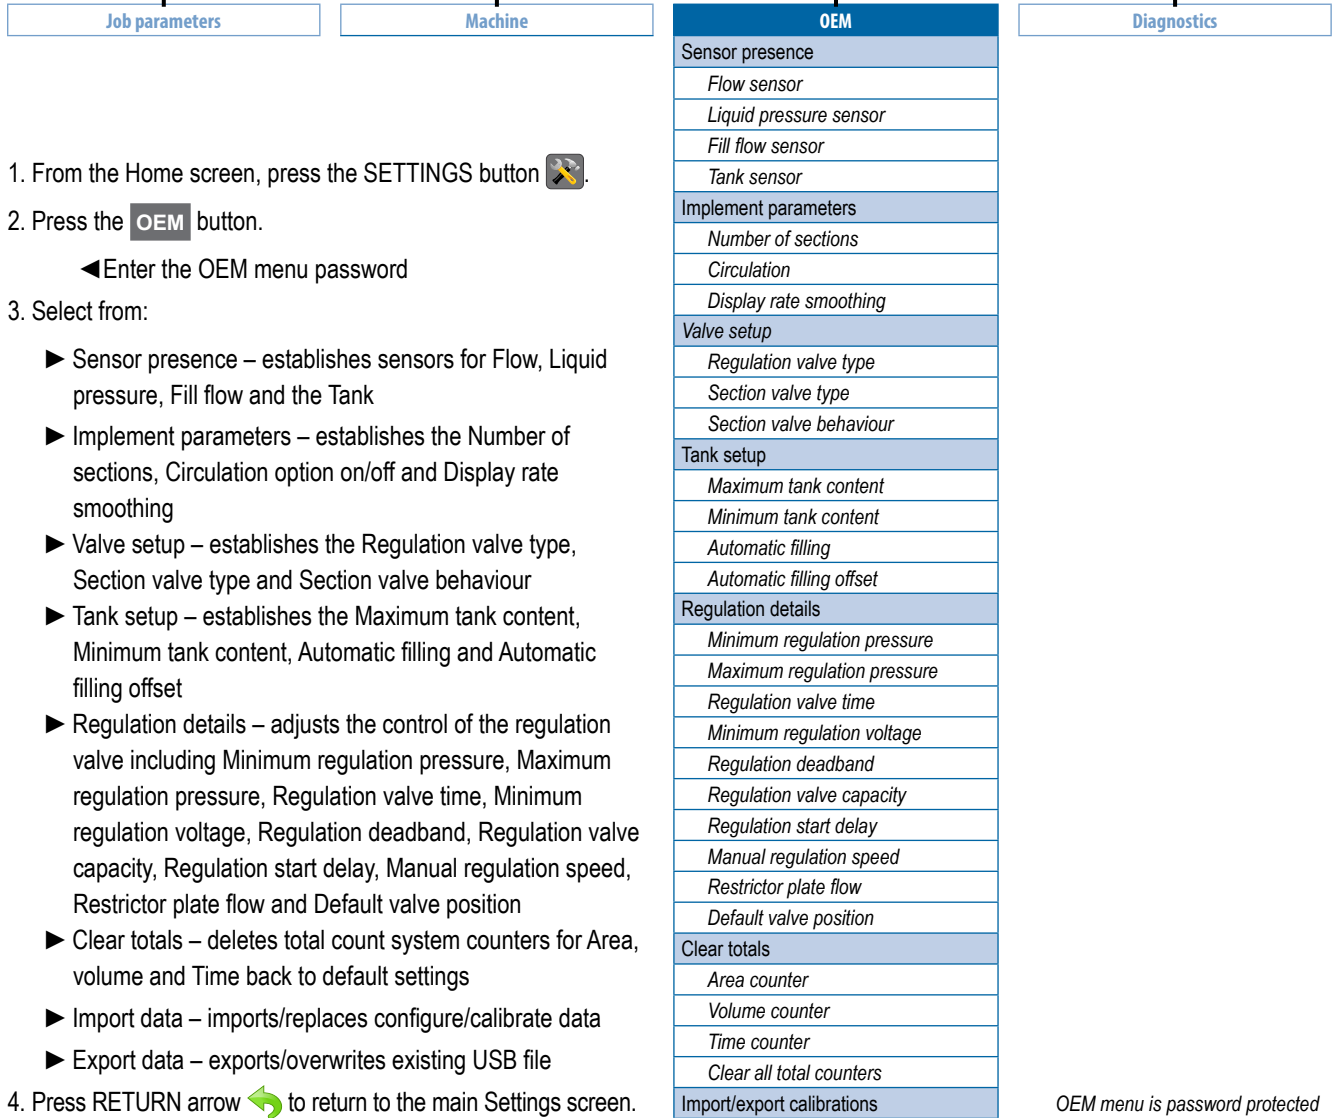 Job parameters
Machine
OEM
Diagnostics
1. From the Home screen, press the SETTINGS button .
2. Press the OEM button.
◄Enter the OEM menu password
3. Select from:
► Sensor presence – establishes sensors for Flow, Liquid
pressure, Fill flow and the Tank
► Implement parameters – establishes the Number of
sections, Circulation option on/off and Display rate
smoothing
► Valve setup – establishes the Regulation valve type,
Section valve type and Section valve behaviour
► Tank setup – establishes the Maximum tank content,
Minimum tank content, Automatic filling and Automatic
filling offset
► Regulation details – adjusts the control of the regulation
valve including Minimum regulation pressure, Maximum
regulation pressure, Regulation valve time, Minimum
regulation voltage, Regulation deadband, Regulation valve
capacity, Regulation start delay, Manual regulation speed,
Restrictor plate flow and Default valve position
► Clear totals – deletes total count system counters for Area,
volume and Time back to default settings
► Import data – imports/replaces configure/calibrate data
► Export data – exports/overwrites existing USB file
4. Press RETURN arrow to return to the main Settings screen.
Sensor presence
Flow sensor
Liquid pressure sensor
Fill flow sensor
Tank sensor
Implement parameters
Number of sections
Circulation
Display rate smoothing
Valve setup
Regulation valve type
Section valve type
Section valve behaviour
Tank setup
Maximum tank content
Minimum tank content
Automatic filling
Automatic filling offset
Regulation details
Minimum regulation pressure
Maximum regulation pressure
Regulation valve time
Minimum regulation voltage
Regulation deadband
Regulation valve capacity
Regulation start delay
Manual regulation speed
Restrictor plate flow
Default valve position
Clear totals
Area counter
Volume counter
Time counter
Clear all total counters
Import/export calibrations
OEM menu is password protected